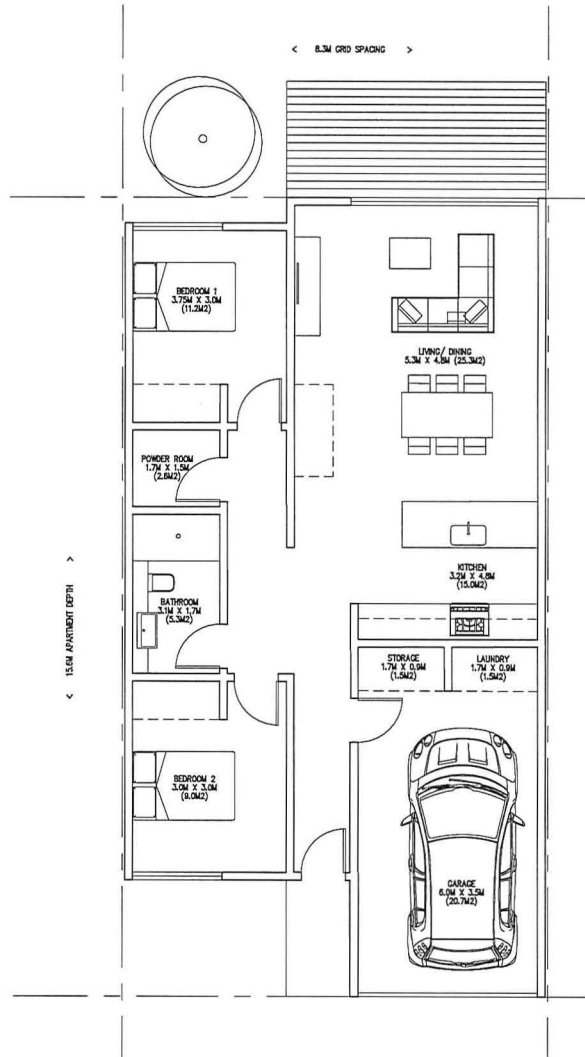 < 8.3M GRID SPACING >
BEDROOM 1
3.75M X 3.0M
(11.2M2)
LIVING/ DINING
5.3M X 4.8M (25.3M2)
POWDER ROOM
1.7M X 1.5M
(2.6M2)
KITCHEN
3.2M X 4.8M
(15.0M2)
BATHROOM
3.1M X 1.7M
(5.3M2)
< 15.6M APARTMENT DEPTH >
STORAGE
1.7M X 0.9M
(1.5M2)
LAUNDRY
1.7M X 0.9M
(1.5M2)
BEDROOM 2
3.0M X 3.0M
(9.0M2)
GARAGE
6.0M X 3.5M
(20.7M2)